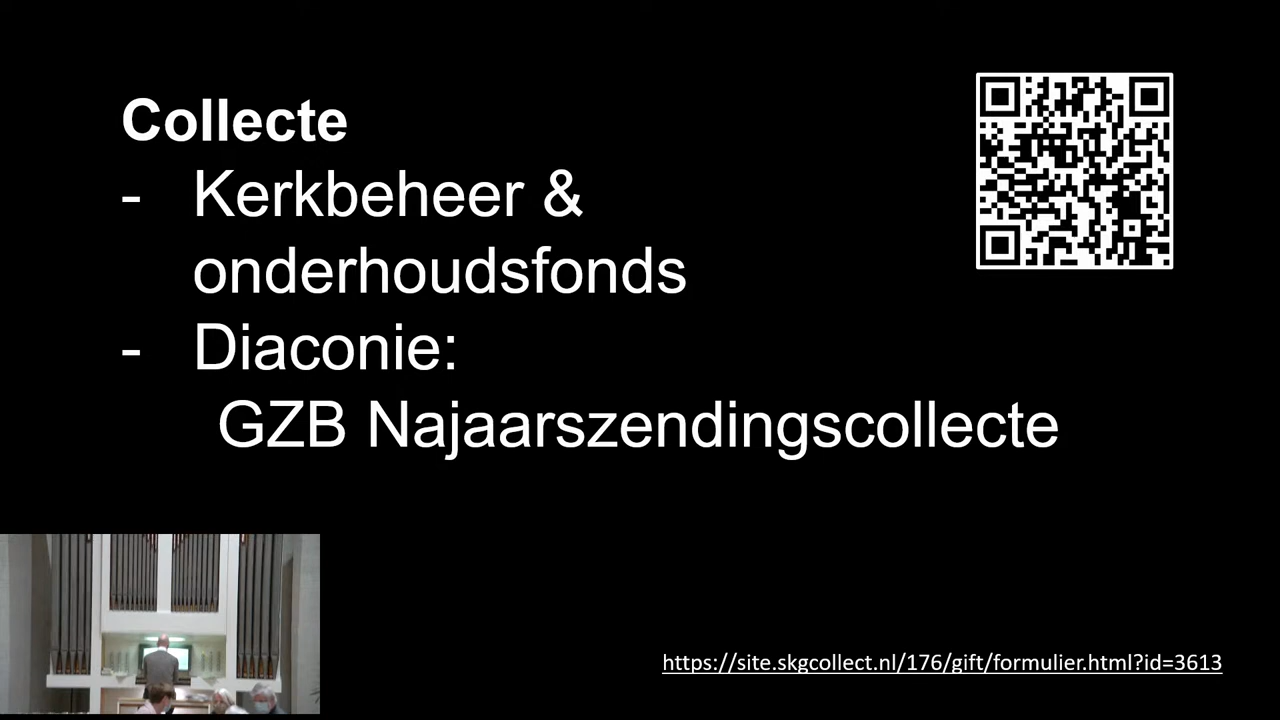 Collecte
- Kerkbeheer &
onderhoudsfonds
- Diaconie:
GZB Najaarszendingscollecte
https://site.skgcollect.nl/176/gift/formulier.html?id=3613